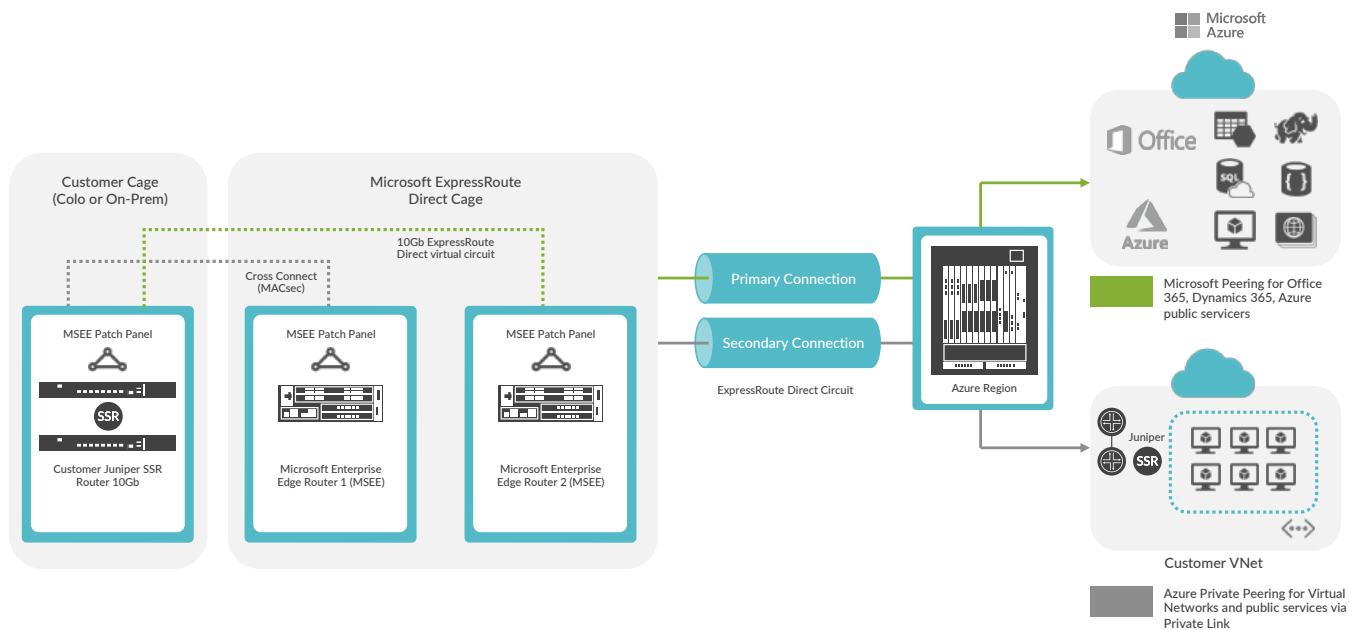 Microsoft
Azure
Customer Cage
(Colo or On-Prem)
Microsoft ExpressRoute
Direct Cage
10Gb ExpressRoute
Direct virtual circuit
Cross Connect
(MACsec)
MSEE Patch Panel
SSR
Customer Juniper SSR
Router 10Gb
MSEE Patch Panel
Microsoft Enterprise
Edge Router 1 (MSEE)
MSEE Patch Panel
Microsoft Enterprise
Edge Router 2 (MSEE)
Primary Connection
Secondary Connection
ExpressRoute Direct Circuit
Azure Region
Office
SQL
Azure
Microsoft Peering for Office
365, Dynamics 365, Azure
public servicers
Juniper
SSR
Customer VNet
Azure Private Peering for Virtual
Networks and public services via
Private Link